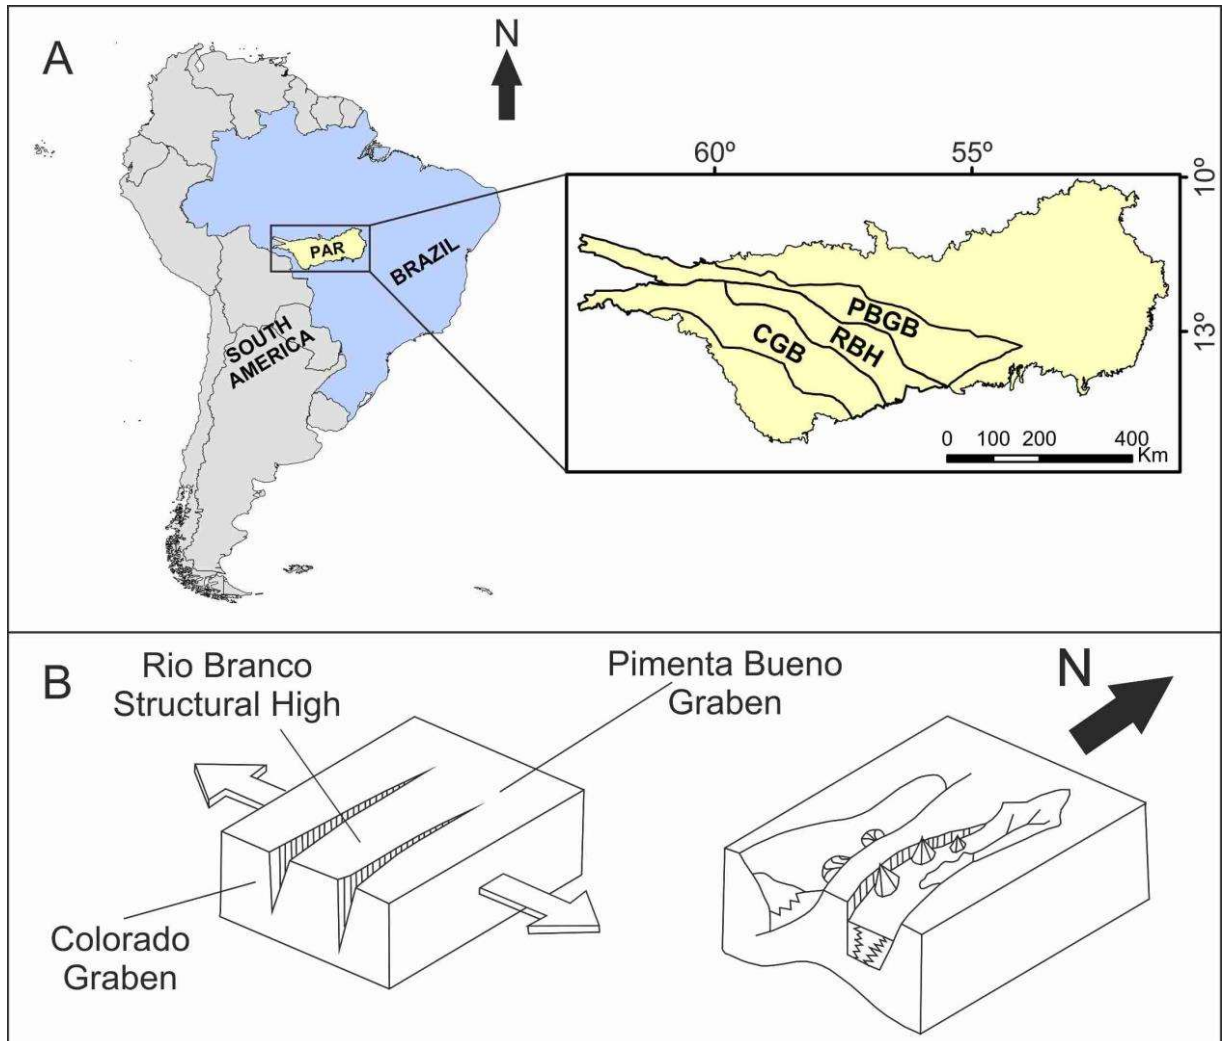 A
N
60º
55º
10º
13º
PAR
BRAZIL
SOUTH
AMERICA
PBGB
RBH
CGB
0 100 200 400
Km
B
Rio Branco
Structural High
Pimenta Bueno
Graben
N
Colorado
Graben